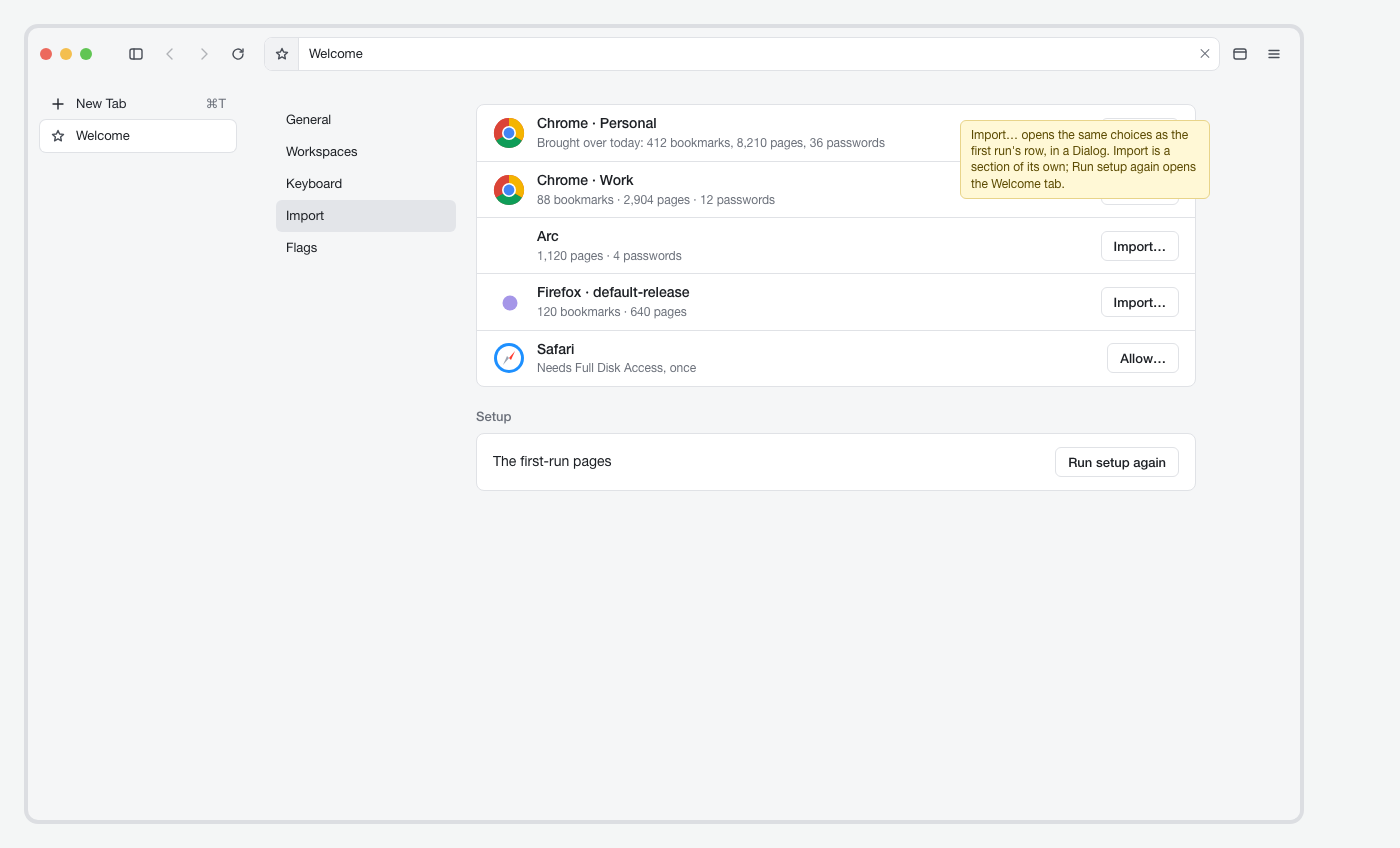 Welcome
New Tab ⌘T
Welcome
General
Workspaces
Keyboard
Import
Flags
Chrome · Personal
Brought over today: 412 bookmarks, 8,210 pages, 36 passwords
Import… opens the same choices as the
first run's row, in a Dialog. Import is a
section of its own; Run setup again opens
the Welcome tab.
Chrome · Work
88 bookmarks · 2,904 pages · 12 passwords
Arc
1,120 pages · 4 passwords
Import…
Firefox · default-release
120 bookmarks · 640 pages
Import…
Safari
Needs Full Disk Access, once
Allow…
Setup
The first-run pages
Run setup again